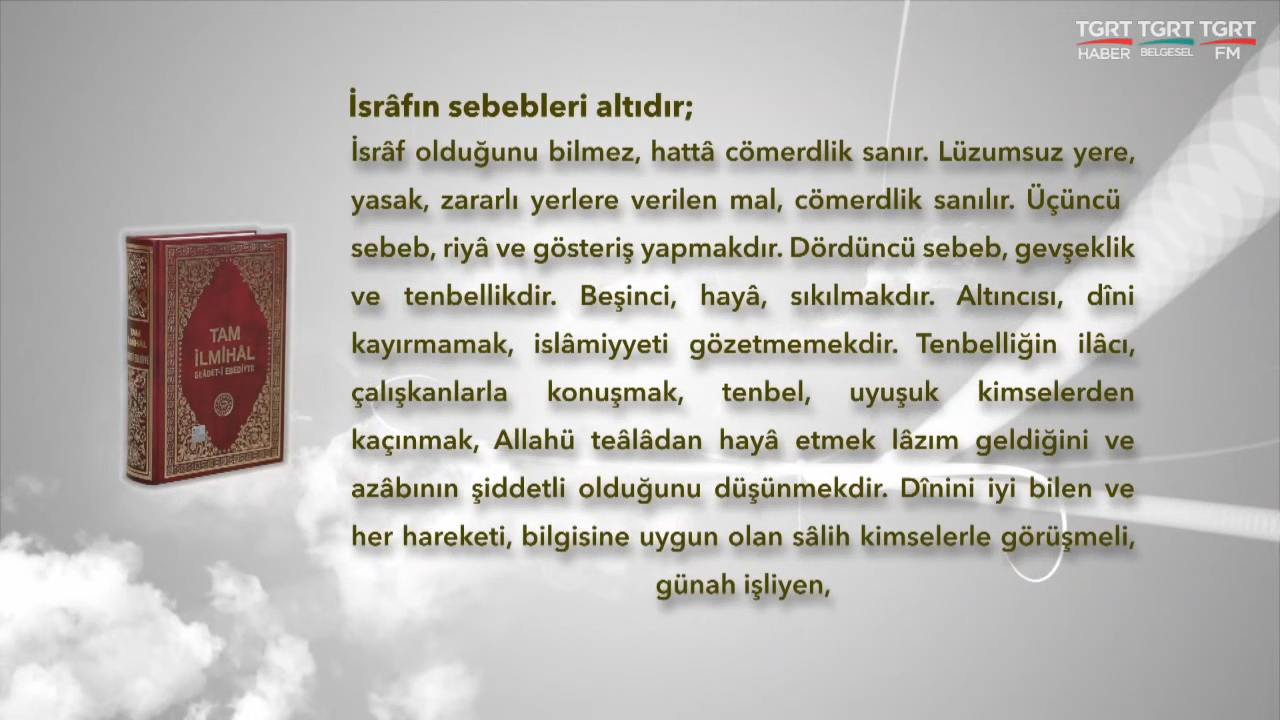 TGRT TGRT TGRT
HABER BELGESEL FM
İsrâfın sebebleri altıdır;
İsrâf olduğunu bilmez, hattâ cömerdlik sanır. Lüzumsuz yere,
yasak, zararlı yerlere verilen mal, cömerdlik sanılır. Üçüncü
sebeb, riyâ ve gösteriş yapmakdır. Dördüncü sebeb, gevşeklik
ve tenbellikdir. Beşinci, hayâ, sıkılmakdır. Altıncısı, dîni
kayırmamak, islâmiyyeti gözetmemekdir. Tenbelliğin ilâcı,
çalışkanlarla konuşmak, tenbel, uyuşuk kimselerden
kaçınmak, Allahü teâlâdan hayâ etmek lâzım geldiğini ve
azâbının şiddetli olduğunu düşünmekdir. Dînini iyi bilen ve
her hareketi, bilgisine uygun olan sâlih kimselerle görüşmeli,
günah işliyen,
TAM
İLMİHÂL
SEÂDET-İ EBEDİYYE
TAM
İLMİHÂL